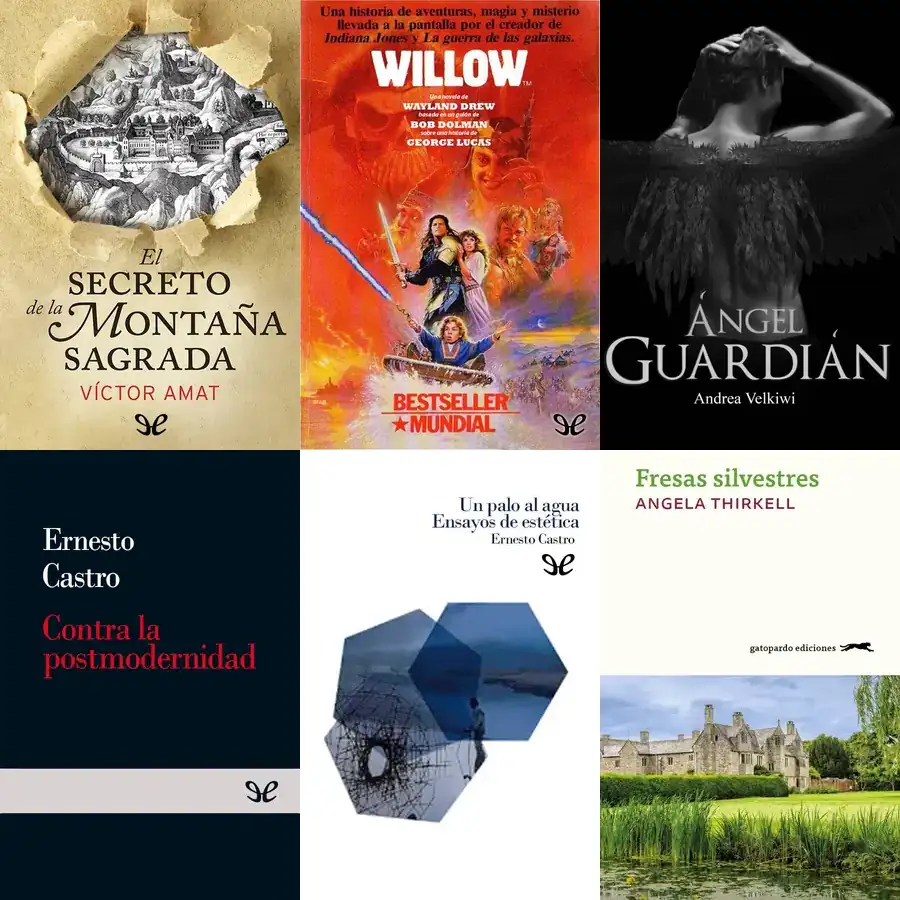 El
SECRETO
de la MONTAÑA
SAGRADA
VÍCTOR AMAT
Una historia de aventuras, magia y misterio
llevada a la pantalla por el creador de
Indiana Jones y La guerra de las galaxias.
WILLOW™
Una novela de
WAYLAND DREW
basada en un guión de
BOB DOLMAN
sobre una historia de
GEORGE LUCAS
BESTSELLER
★MUNDIAL
ÁNGEL
GUARDIÁN
Andrea Velkiwi
Ernesto
Castro
Contra la
postmodernidad
Un palo al agua
Ensayos de estética
Ernesto Castro
Fresas silvestres
ANGELA THIRKELL
gatopardo ediciones